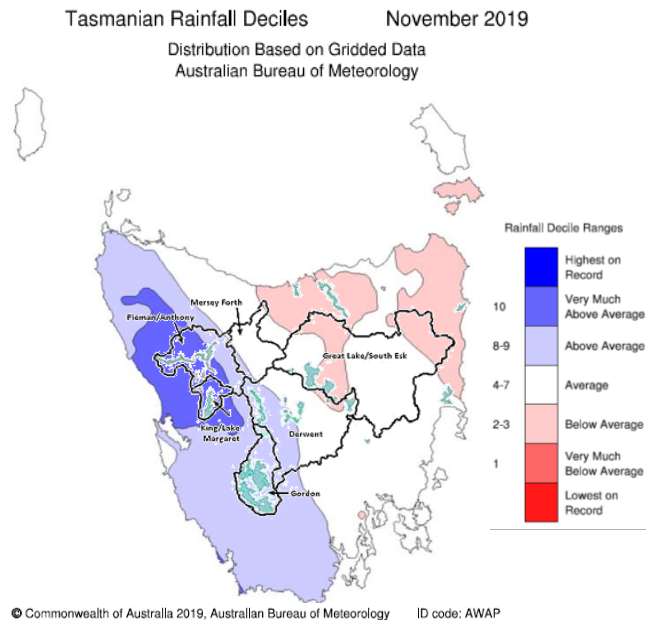 Tasmanian Rainfall Deciles November 2019
Distribution Based on Gridded Data
Australian Bureau of Meteorology
Rainfall Decile Ranges
Highest on
Record
10
Very Much
Above Average
8-9
Above Average
4-7
Average
2-3
Below Average
1
Very Much
Below Average
Lowest on
Record
Mersey Forth
Pieman/Anthony
Great Lake/South Esk
King/Lake
Margaret
Derwent
Gordon
© Commonwealth of Australia 2019, Australian Bureau of Meteorology ID code: AWAP